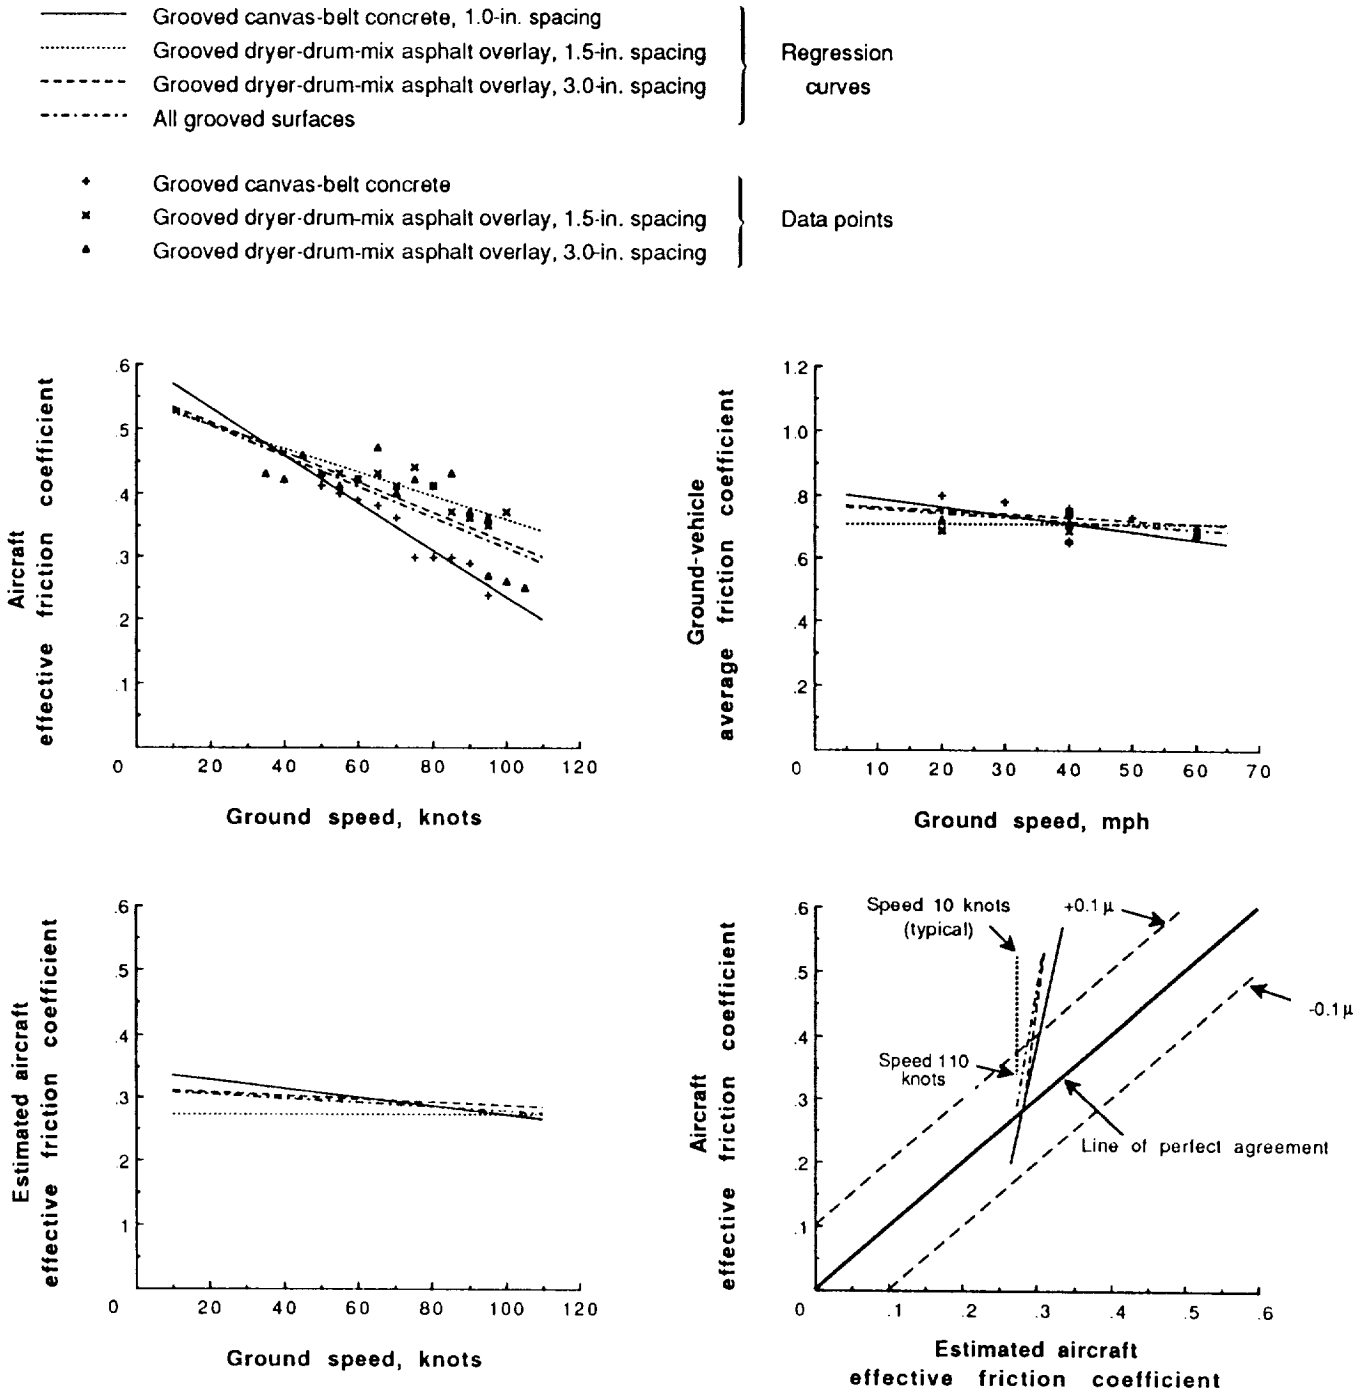 Grooved canvas-belt concrete, 1.0-in. spacing
Grooved dryer-drum-mix asphalt overlay, 1.5-in. spacing
Grooved dryer-drum-mix asphalt overlay, 3.0-in. spacing
All grooved surfaces
Regression
curves
Grooved canvas-belt concrete
Grooved dryer-drum-mix asphalt overlay, 1.5-in. spacing
Grooved dryer-drum-mix asphalt overlay, 3.0-in. spacing
Data points
Aircraft
effective friction coefficient
.6
.5
.4
.3
.2
.1
0 20 40 60 80 100 120
Ground speed, knots
Ground-vehicle
average friction coefficient
1.2
1.0
.8
.6
.4
.2
0 10 20 30 40 50 60 70
Ground speed, mph
Estimated aircraft
effective friction coefficient
.6
.5
.4
.3
.2
1
0 20 40 60 80 100 120
Ground speed, knots
Aircraft
effective friction coefficient
.6
.5
.4
.3
.2
.1
Speed 10 knots
(typical)
+0.1 μ
-0.1 μ
Speed 110
knots
Line of perfect agreement
0 .1 .2 .3 .4 .5 .6
Estimated aircraft
effective friction coefficient